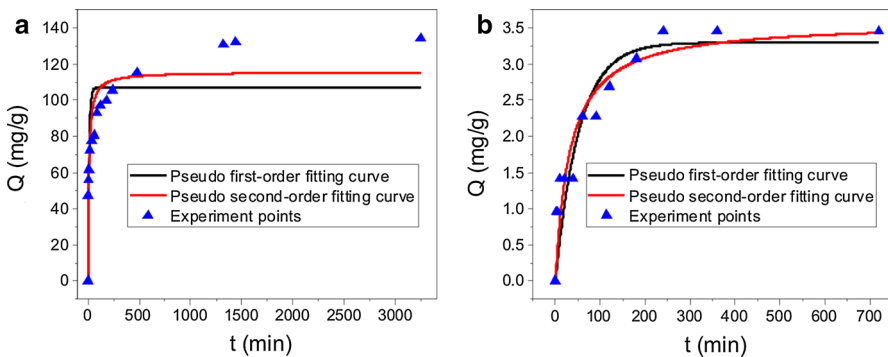 a
140
120
100
80
60
40
20
0
Q (mg/g)
Pseudo first-order fitting curve
Pseudo second-order fitting curve
Experiment points
0 500 1000 1500 2000 2500 3000
t (min)
b
3.5
3.0
2.5
2.0
1.5
1.0
0.5
0.0
Q (mg/g)
Pseudo first-order fitting curve
Pseudo second-order fitting curve
Experiment points
0 100 200 300 400 500 600 700
t (min)